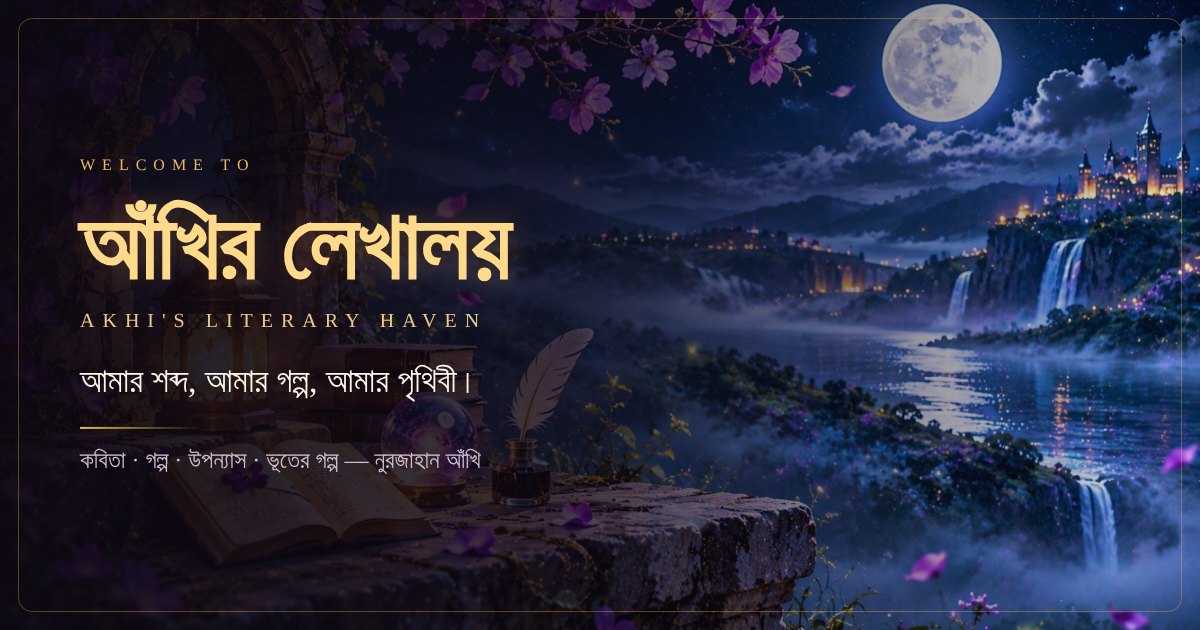 WELCOME TO
আঁখির লেখালয়
AKHI'S LITERARY HAVEN
আমার শব্দ, আমার গল্প, আমার পৃথিবী।
কবিতা · গল্প · উপন্যাস · ভূতের গল্প — নুরজাহান আঁখি